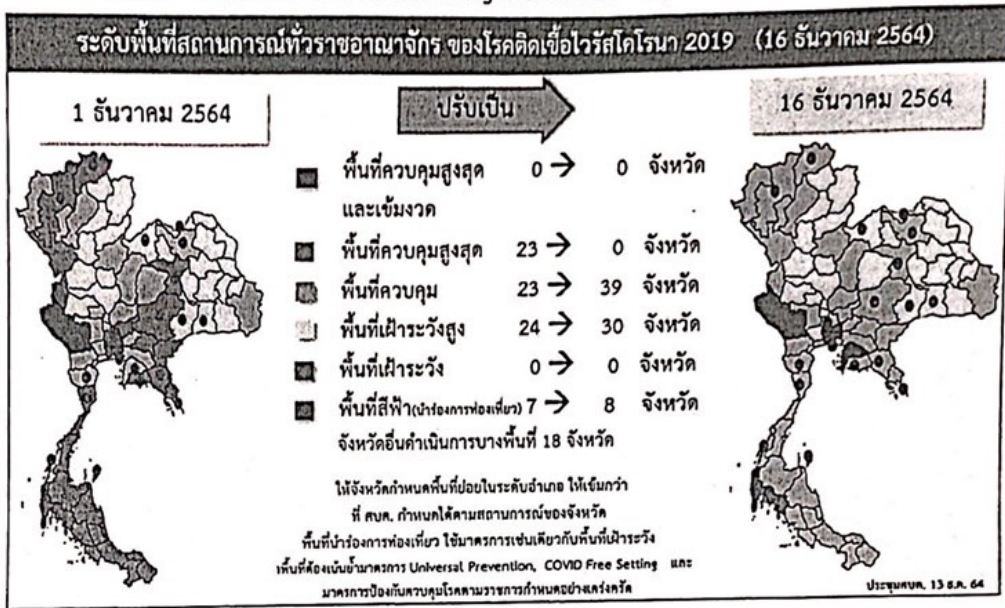 ระดับพื้นที่สถานการณ์ทั่วราชอาณาจักร ของโรคติดเชื้อไวรัสโคโรนา 2019 (16 ธันวาคม 2564)
1 ธันวาคม 2564
ปรับเป็น
16 ธันวาคม 2564
พื้นที่ควบคุมสูงสุด 0 → 0 จังหวัด
และเข้มงวด
พื้นที่ควบคุมสูงสุด 23 → 0 จังหวัด
พื้นที่ควบคุม 23 → 39 จังหวัด
พื้นที่เฝ้าระวังสูง 24 → 30 จังหวัด
พื้นที่เฝ้าระวัง 0 → 0 จังหวัด
พื้นที่สีฟ้า(นำร่องการท่องเที่ยว) 7 → 8 จังหวัด
จังหวัดอื่นดำเนินการบางพื้นที่ 18 จังหวัด
ให้จังหวัดกำหนดพื้นที่ย่อยในระดับอำเภอ ให้เข้มกว่า
ที่ ศบค. กำหนดได้ตามสถานการณ์ของจังหวัด
พื้นที่นำร่องการท่องเที่ยว ใช้มาตรการเช่นเดียวกับพื้นที่เฝ้าระวัง
พื้นที่ต้องเน้นย้ำมาตรการ Universal Prevention, COVID Free Setting และ
มาตรการป้องกันควบคุมโรคตามราชการกำหนดอย่างเคร่งครัด
ประชุมศบค. 13 ธ.ค. 64